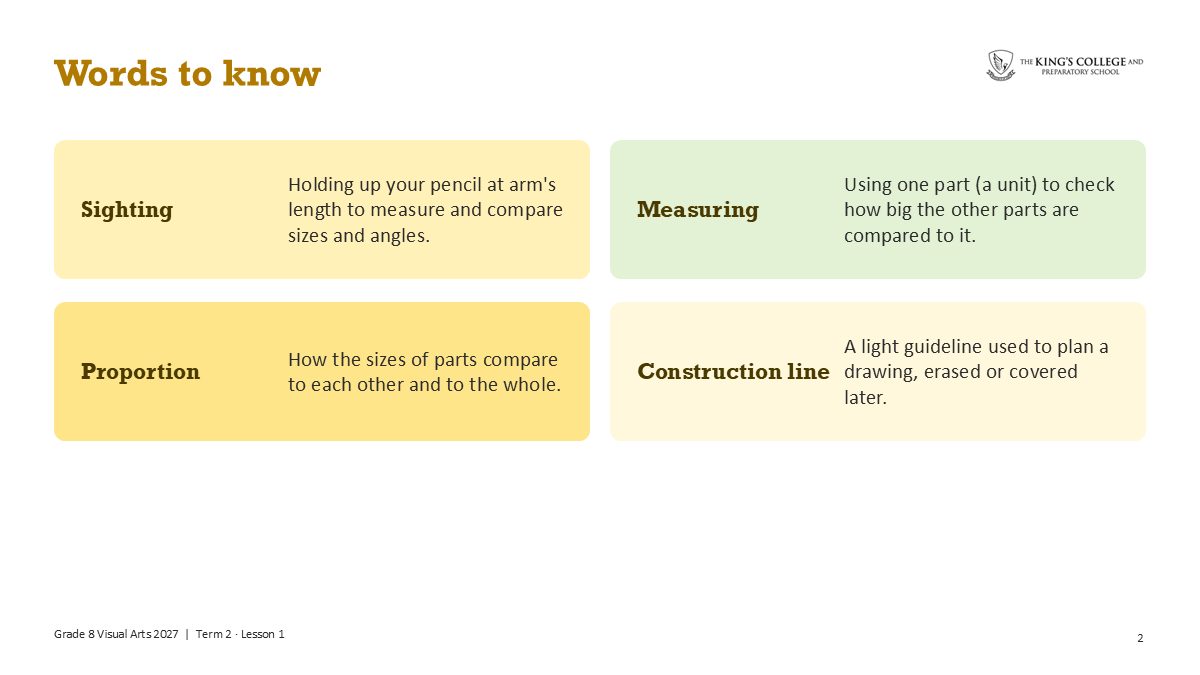 Words to know
THE KING'S COLLEGE AND
PREPARATORY SCHOOL
Sighting
Holding up your pencil at arm's
length to measure and compare
sizes and angles.
Measuring
Using one part (a unit) to check
how big the other parts are
compared to it.
Proportion
How the sizes of parts compare
to each other and to the whole.
Construction line
A light guideline used to plan a
drawing, erased or covered
later.
Grade 8 Visual Arts 2027 | Term 2 · Lesson 1
2